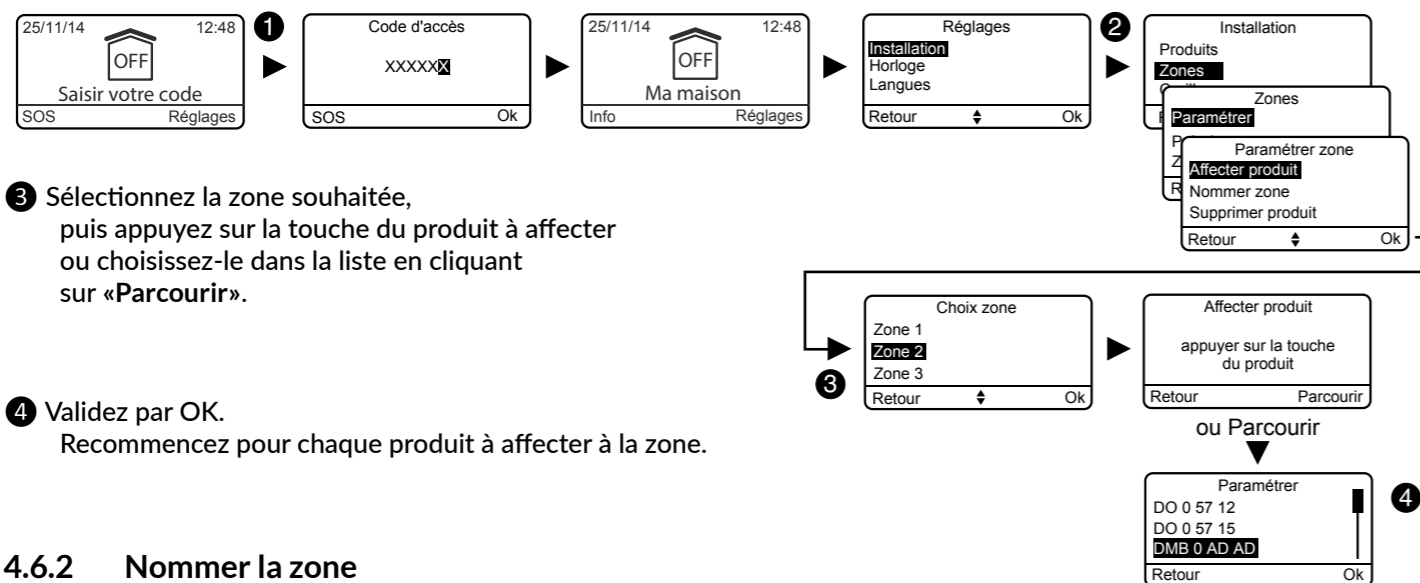 25/11/14 12:48
OFF
Saisir votre code
SOS Réglages
1
Code d'accès
XXXXXX
SOS Ok
25/11/14 12:48
OFF
Ma maison
Info Réglages
Réglages
Installation
Horloge
Langues
Retour Ok
2
Installation
Produits
Zones
Zones
Paramétrer
P
Z
R
Paramétrer zone
Affecter produit
Nommer zone
Supprimer produit
Retour Ok
3 Sélectionnez la zone souhaitée,
puis appuyez sur la touche du produit à affecter
ou choisissez-le dans la liste en cliquant
sur «Parcourir».
3
Choix zone
Zone 1
Zone 2
Zone 3
Retour Ok
Affecter produit
appuyer sur la touche
du produit
Retour Parcourir
ou Parcourir
4 Validez par OK.
Recommencez pour chaque produit à affecter à la zone.
Paramétrer
DO 0 57 12
DO 0 57 15
DMB 0 AD AD
Retour Ok
4
4.6.2 Nommer la zone